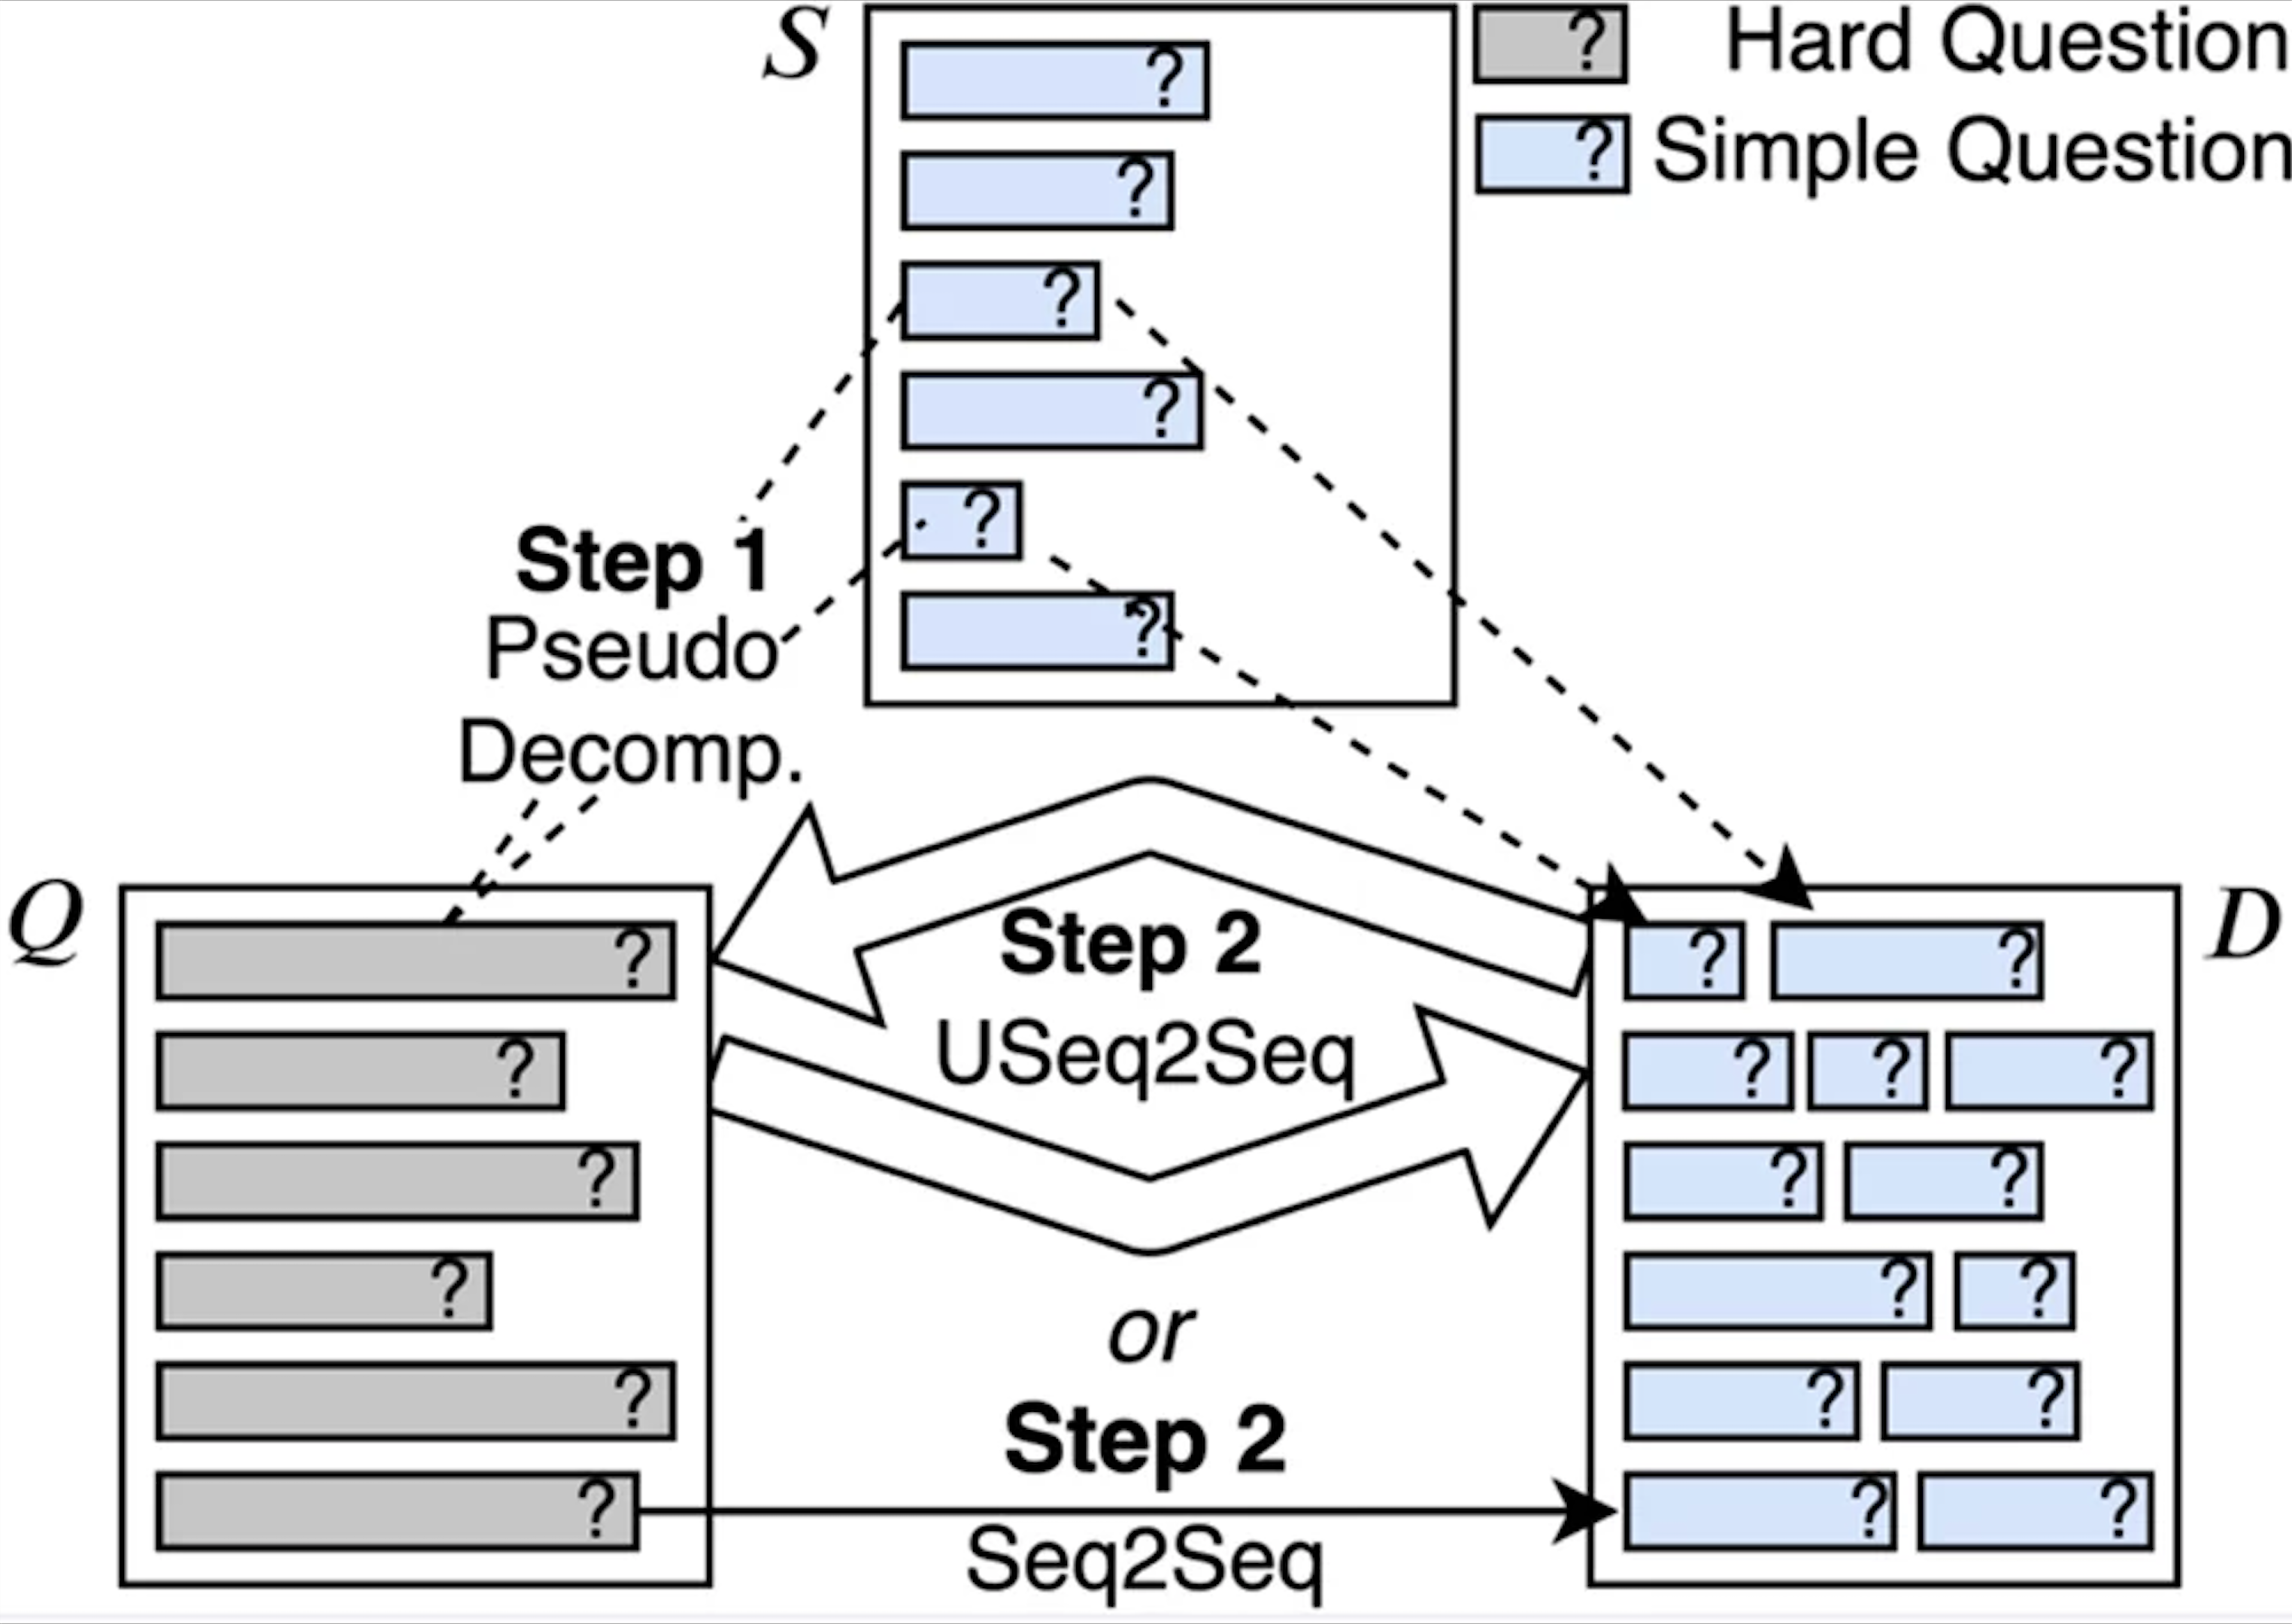 S
?
?
?
?
?
?
? Hard Question
? Simple Question
Step 1
Pseudo
Decomp.
Q
?
?
?
?
?
?
Step 2
USeq2Seq
or
Step 2
Seq2Seq
D
? ?
? ? ?
? ?
? ?
? ?
? ?